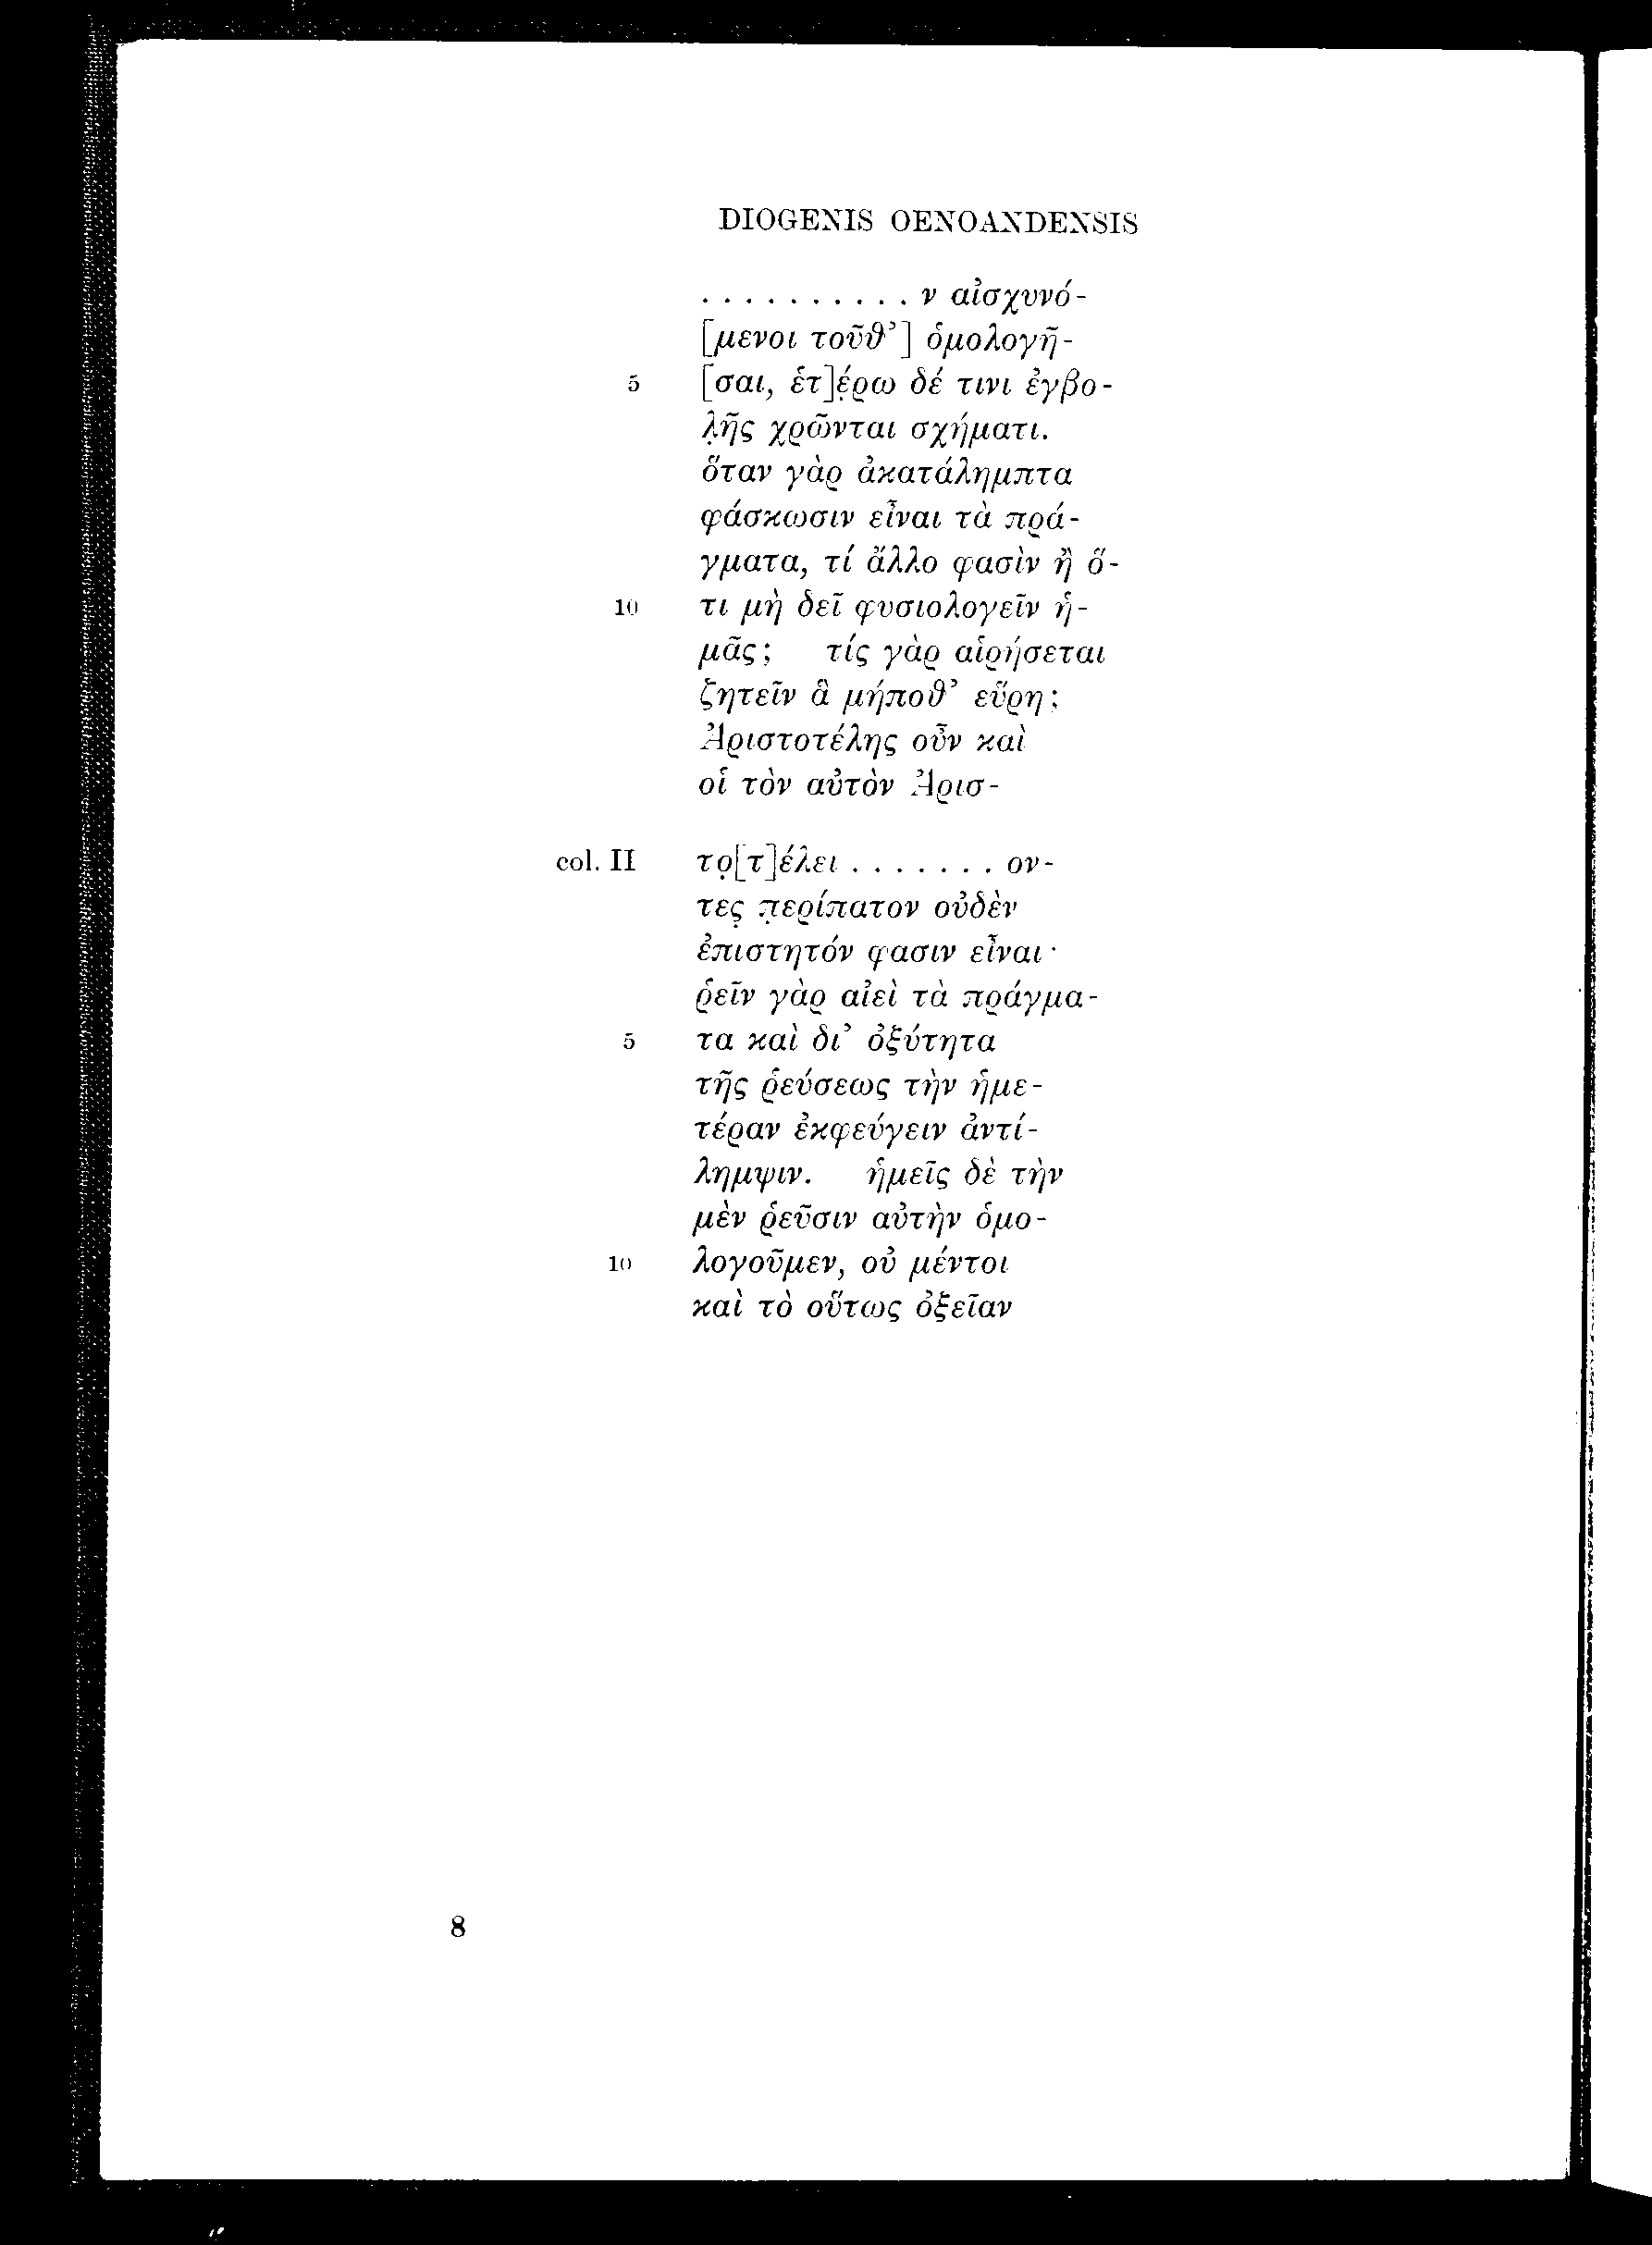 DIOGENIS OENOANDENSIS
. . . . . . . . . . ν αἰσχυνό-
[μενοι τοῦθ’] ὁμολογῆ-
5 [σαι, ἑτ]έ̣ρω δέ τινι ἐγβο-
λ̣ῆς χρῶνται σχήματι.
ὅταν γὰρ ἀκατάλημπτα
φάσκωσιν εἶναι τὰ πρά-
γματα, τί ἄλλο φασὶν ἢ ὅ-
10 τι μὴ δεῖ φυσιολογεῖν ἡ-
μᾶς; τίς γὰρ αἱρήσεται
ζητεῖν ἃ μήποθ’ εὕρη;
Ἀριστοτέλης οὖν καὶ
οἱ τὸν αὐτὸν Ἀρισ-
col. II το̣[τ]έλει . . . . . . . ον-
τες̣ π̣ερίπατον οὐδὲν
ἐπιστητόν φασιν εἶναι·
ῥεῖν γὰρ αἰεὶ τὰ πράγμα-
5 τα καὶ δι’ ὀξύτητα
τῆς ῥεύσεως τὴν ἡμε-
τέραν ἐκφεύγειν ἀντί-
λημψιν. ἡμεῖς δὲ τὴν
μὲν ῥεῦσιν αὐτὴν ὁμο-
10 λογοῦμεν, οὐ μέντοι
καὶ τὸ οὕτως ὀξεῖαν
8